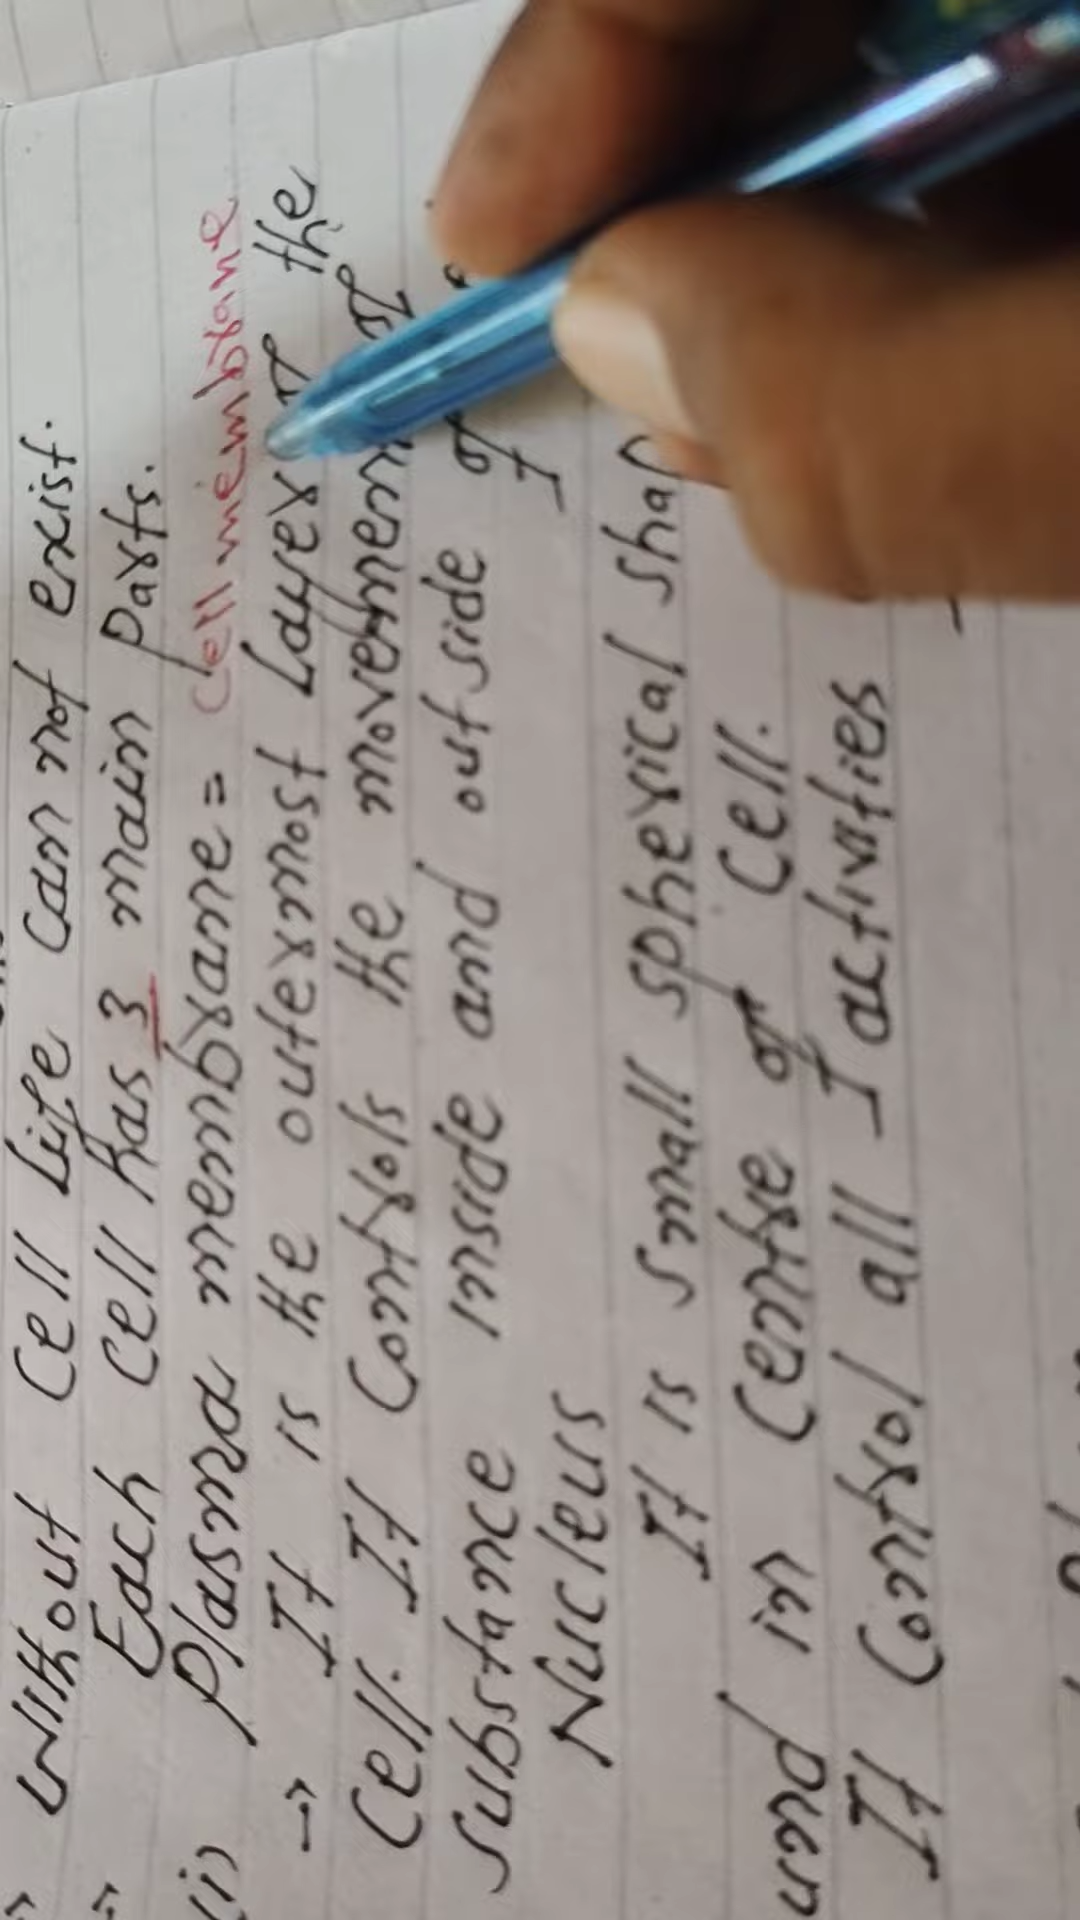 without cell life can not exist.
Each cell has 3 main parts.
(i) Plasma membrane = cell membrane
→ It is the outermost Layer of the
cell. It controls the movement of
substance inside and outside of
Nucleus
It is small spherical
in centre of cell.
It control all activities